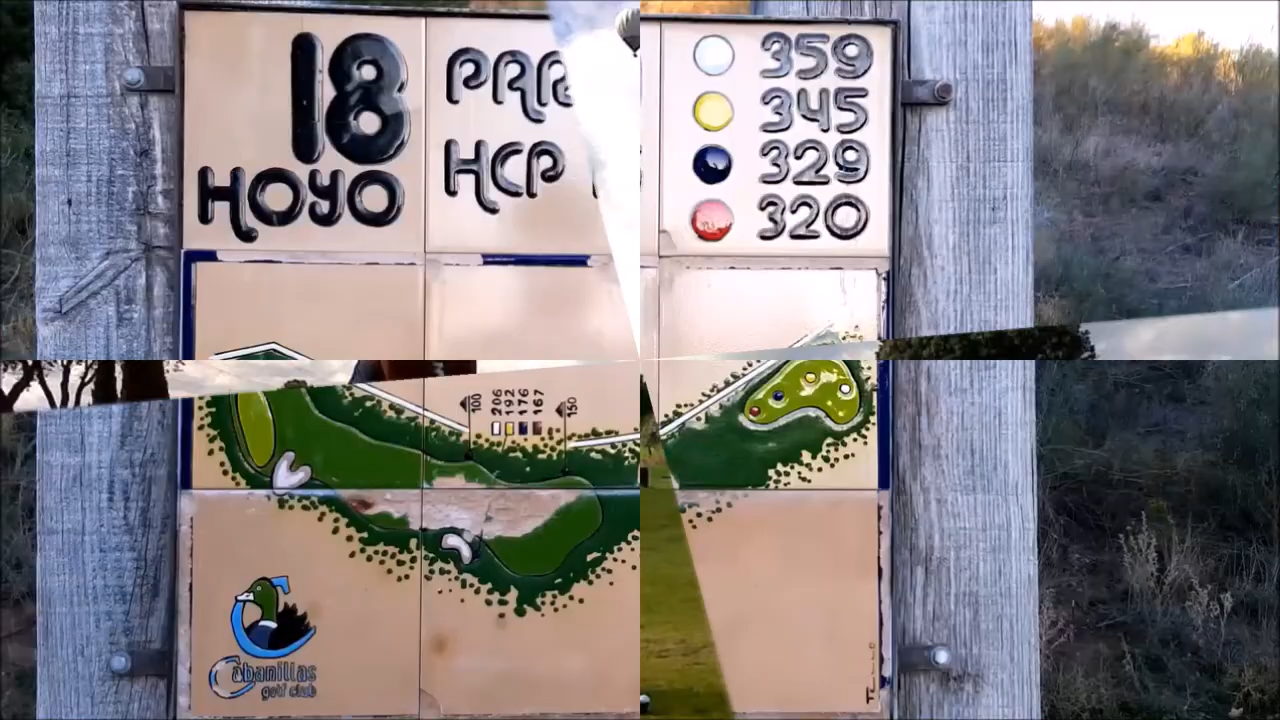 18
HOYO
PAR
HCP
359
345
329
320
100
206
192
176
167
150
Cabanillas
golf club